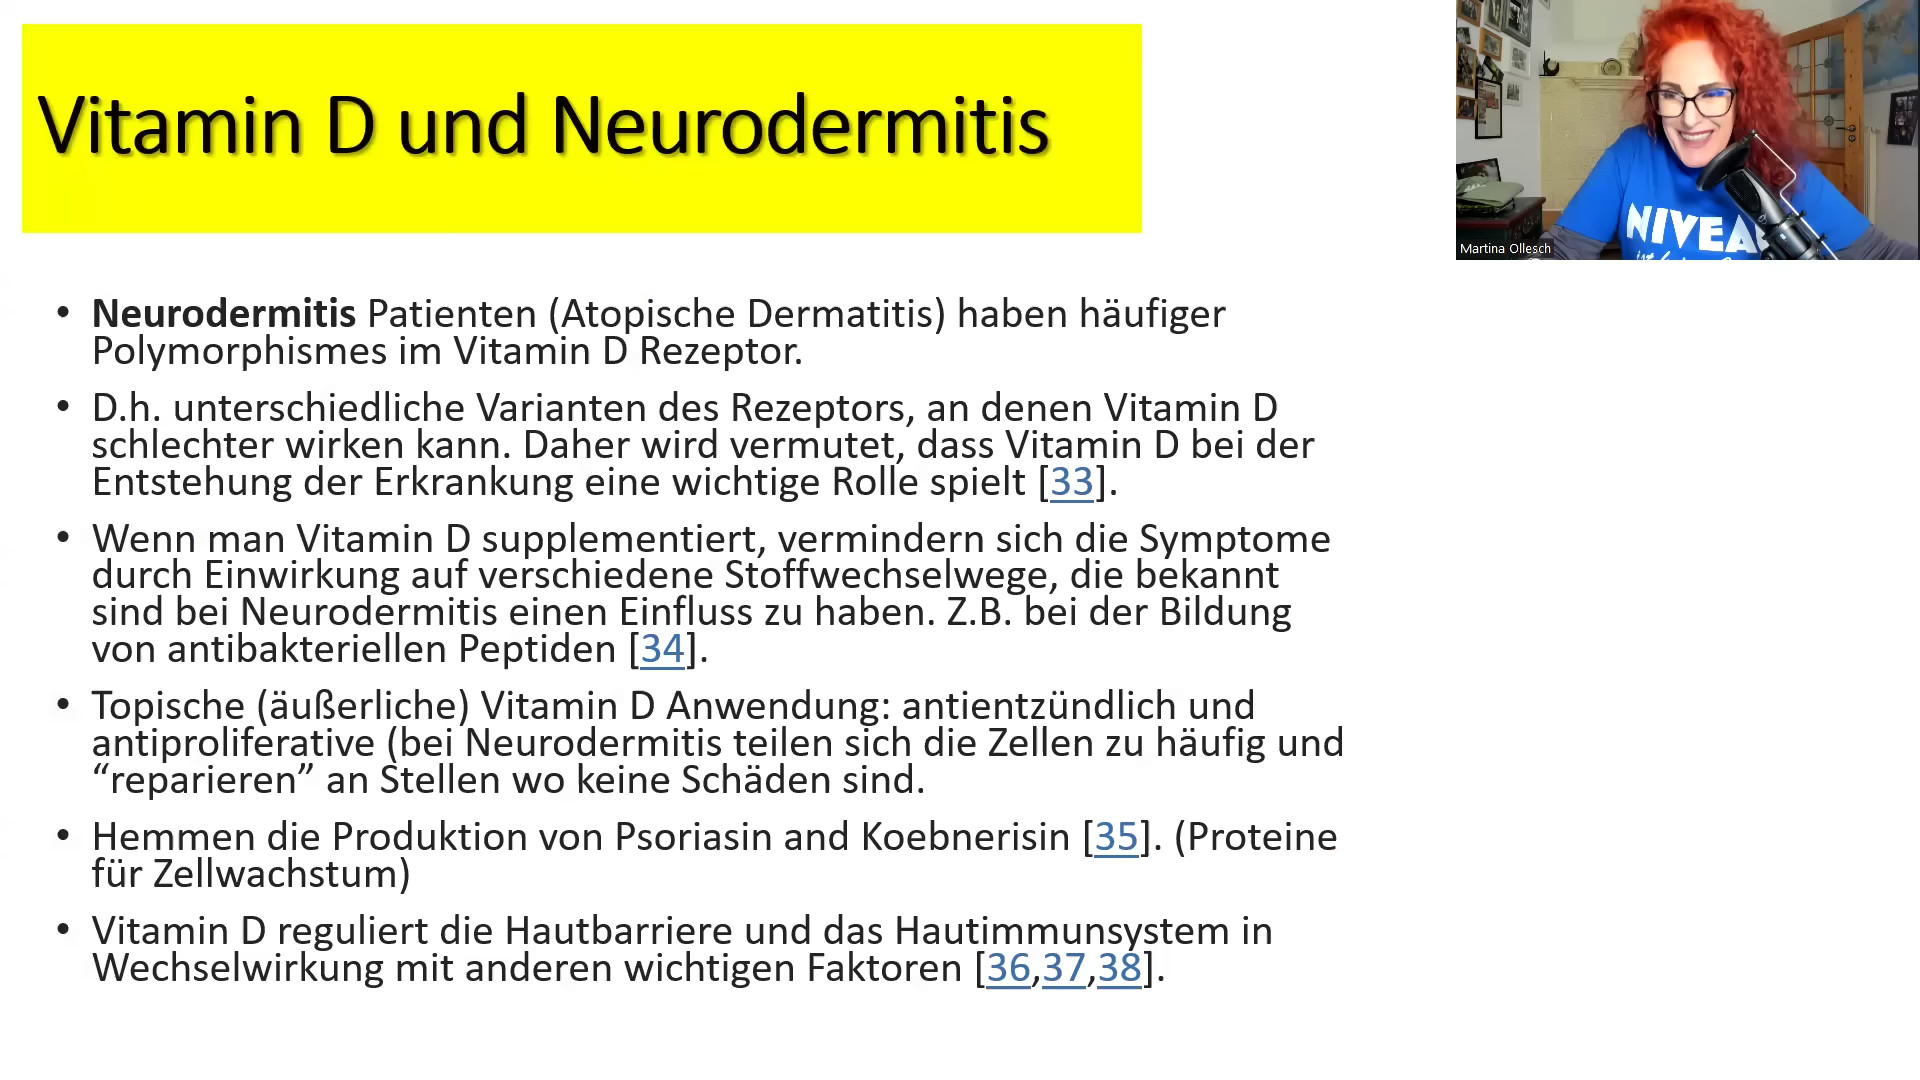 Vitamin D und Neurodermitis
NIVEA
Martina Ollesch
• Neurodermitis Patienten (Atopische Dermatitis) haben häufiger
Polymorphismes im Vitamin D Rezeptor.
• D.h. unterschiedliche Varianten des Rezeptors, an denen Vitamin D
schlechter wirken kann. Daher wird vermutet, dass Vitamin D bei der
Entstehung der Erkrankung eine wichtige Rolle spielt [33].
• Wenn man Vitamin D supplementiert, vermindern sich die Symptome
durch Einwirkung auf verschiedene Stoffwechselwege, die bekannt
sind bei Neurodermitis einen Einfluss zu haben. Z.B. bei der Bildung
von antibakteriellen Peptiden [34].
• Topische (äußerliche) Vitamin D Anwendung: antientzündlich und
antiproliferative (bei Neurodermitis teilen sich die Zellen zu häufig und
“reparieren” an Stellen wo keine Schäden sind.
• Hemmen die Produktion von Psoriasin and Koebnerisin [35]. (Proteine
für Zellwachstum)
• Vitamin D reguliert die Hautbarriere und das Hautimmunsystem in
Wechselwirkung mit anderen wichtigen Faktoren [36,37,38].